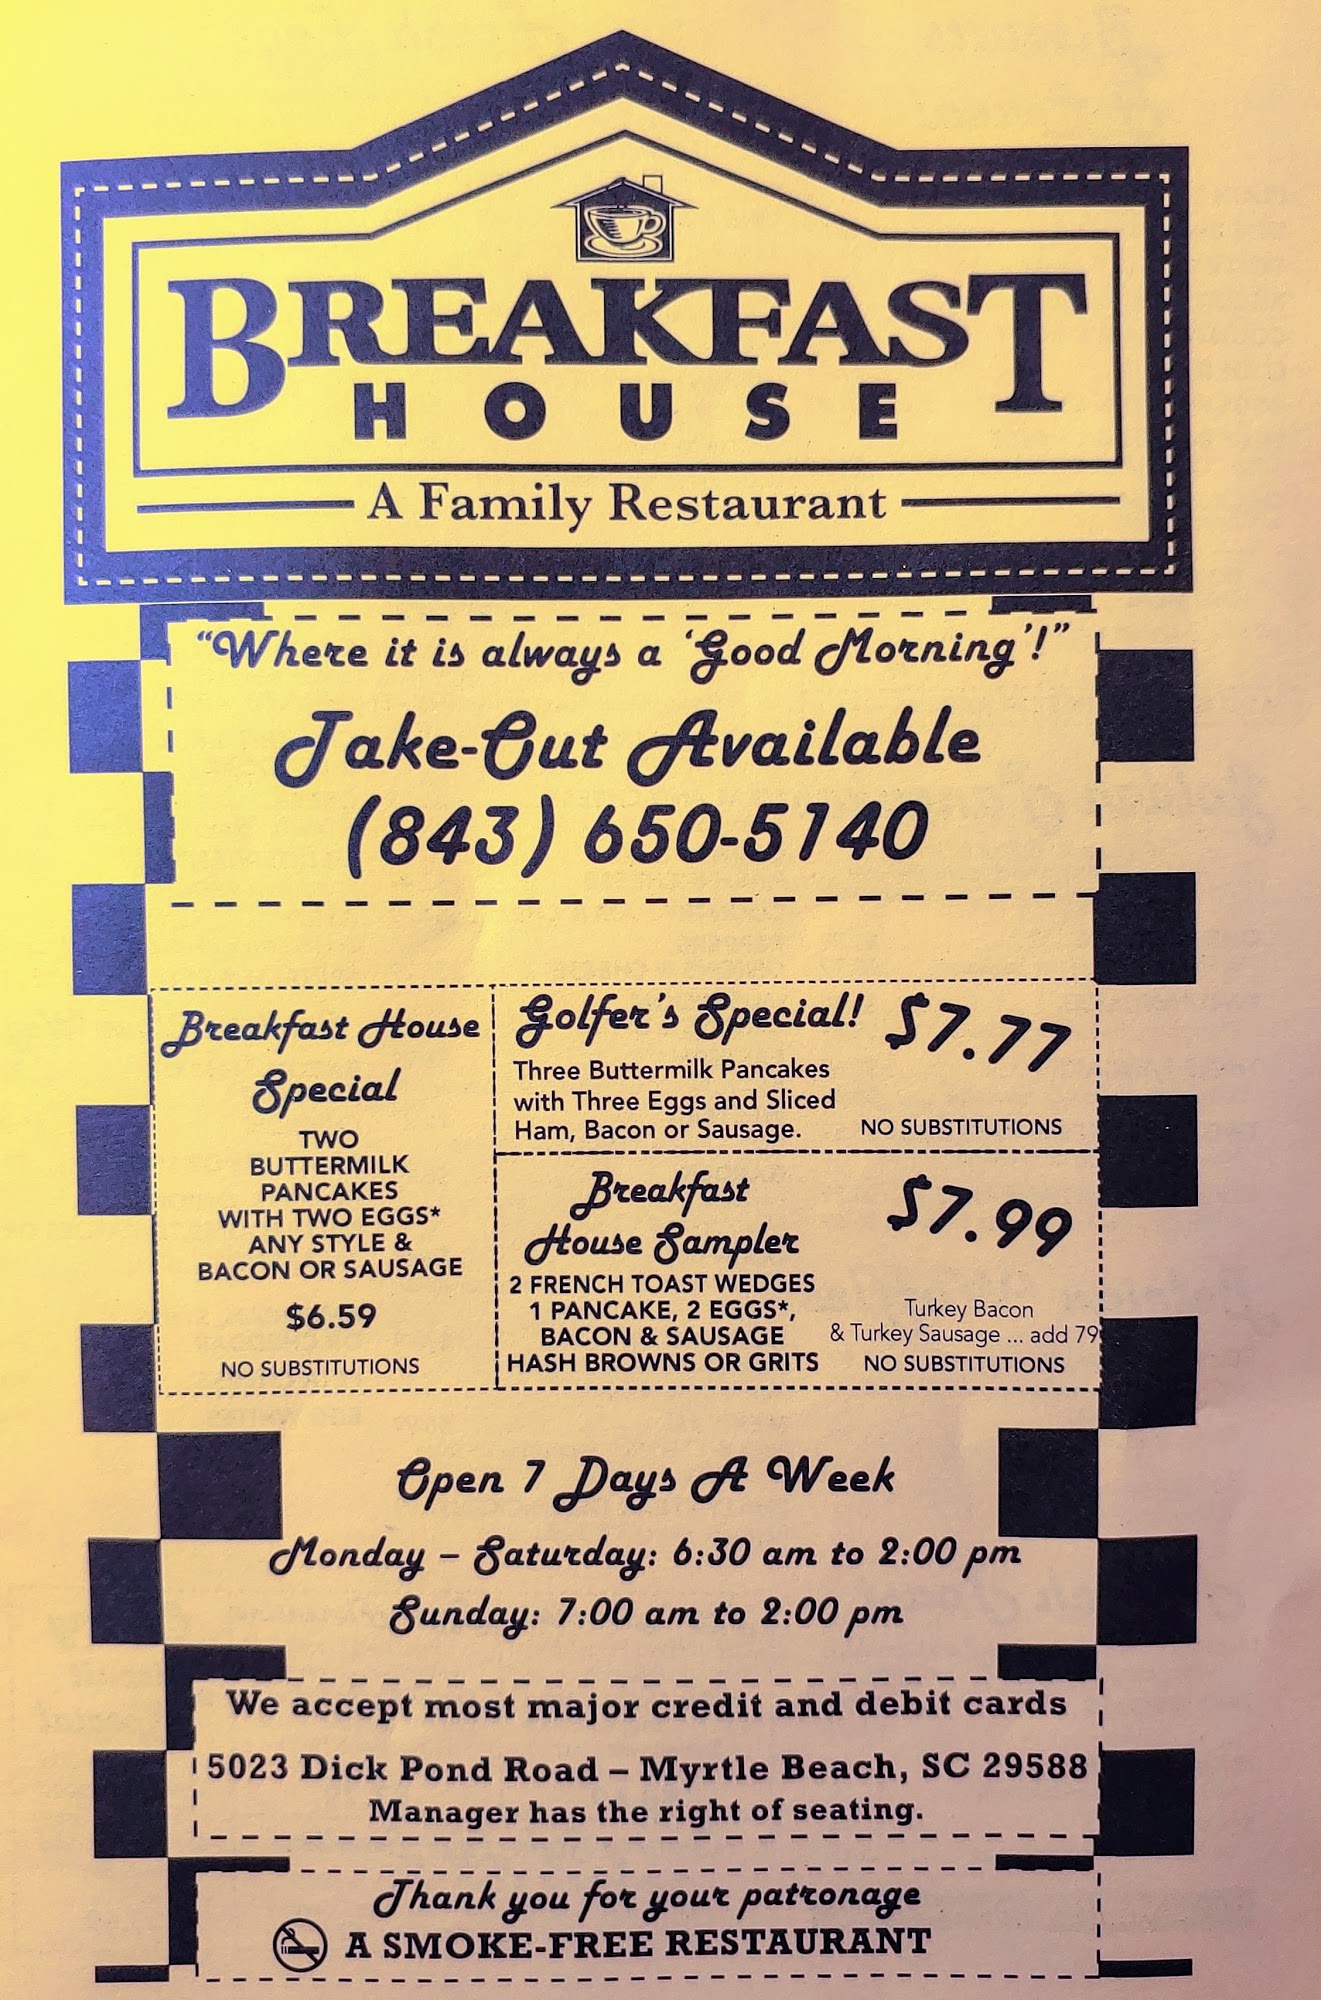 BREAKFAST
HOUSE
A Family Restaurant
"Where it is always a 'Good Morning'!"
Take-Out Available
(843) 650-5140
Breakfast House
Special
TWO
BUTTERMILK
PANCAKES
WITH TWO EGGS*
ANY STYLE &
BACON OR SAUSAGE
$6.59
NO SUBSTITUTIONS
Golfer's Special! $7.77
Three Buttermilk Pancakes
with Three Eggs and Sliced
Ham, Bacon or Sausage. NO SUBSTITUTIONS
Breakfast
House Sampler
$7.99
2 FRENCH TOAST WEDGES
1 PANCAKE, 2 EGGS*,
BACON & SAUSAGE
HASH BROWNS OR GRITS
Turkey Bacon
& Turkey Sausage ... add 79
NO SUBSTITUTIONS
Open 7 Days A Week
Monday – Saturday: 6:30 am to 2:00 pm
Sunday: 7:00 am to 2:00 pm
We accept most major credit and debit cards
5023 Dick Pond Road – Myrtle Beach, SC 29588
Manager has the right of seating.
Thank you for your patronage
A SMOKE-FREE RESTAURANT